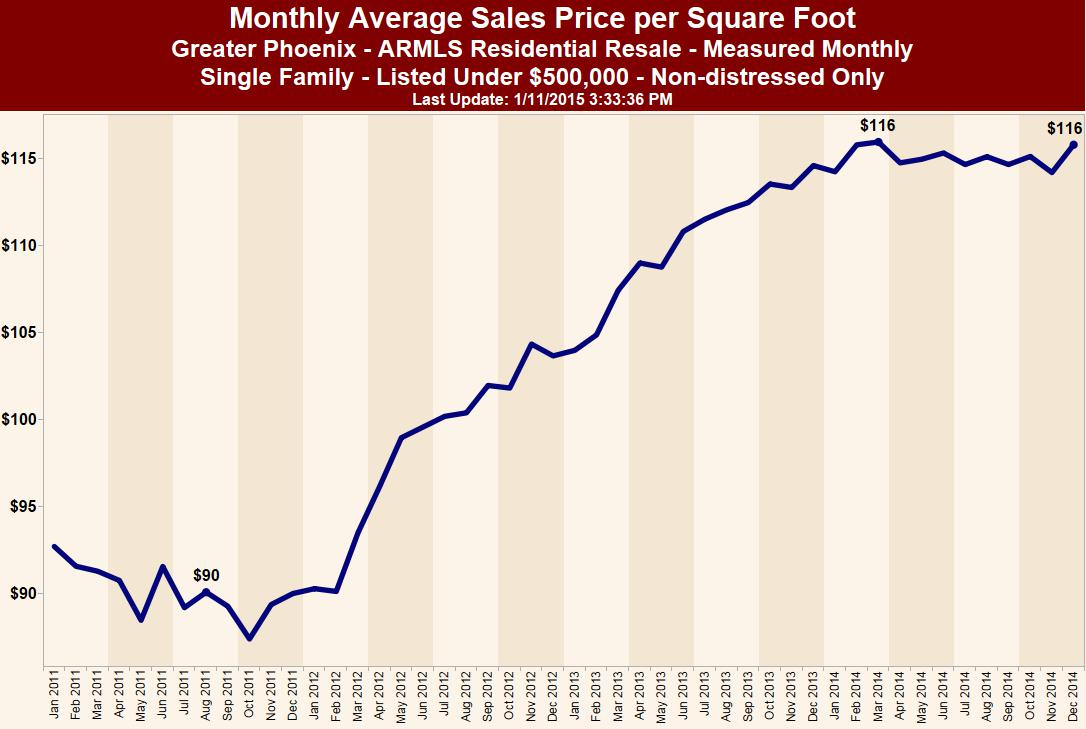 Monthly Average Sales Price per Square Foot
Greater Phoenix - ARMLS Residential Resale - Measured Monthly
Single Family - Listed Under $500,000 - Non-distressed Only
Last Update: 1/11/2015 3:33:36 PM
$116
$116
$115
$110
$105
$100
$95
$90
$90
Jan 2011
Feb 2011
Mar 2011
Apr 2011
May 2011
Jun 2011
Jul 2011
Aug 2011
Sep 2011
Oct 2011
Nov 2011
Dec 2011
Jan 2012
Feb 2012
Mar 2012
Apr 2012
May 2012
Jun 2012
Jul 2012
Aug 2012
Sep 2012
Oct 2012
Nov 2012
Dec 2012
Jan 2013
Feb 2013
Mar 2013
Apr 2013
May 2013
Jun 2013
Jul 2013
Aug 2013
Sep 2013
Oct 2013
Nov 2013
Dec 2013
Jan 2014
Feb 2014
Mar 2014
Apr 2014
May 2014
Jun 2014
Jul 2014
Aug 2014
Sep 2014
Oct 2014
Nov 2014
Dec 2014